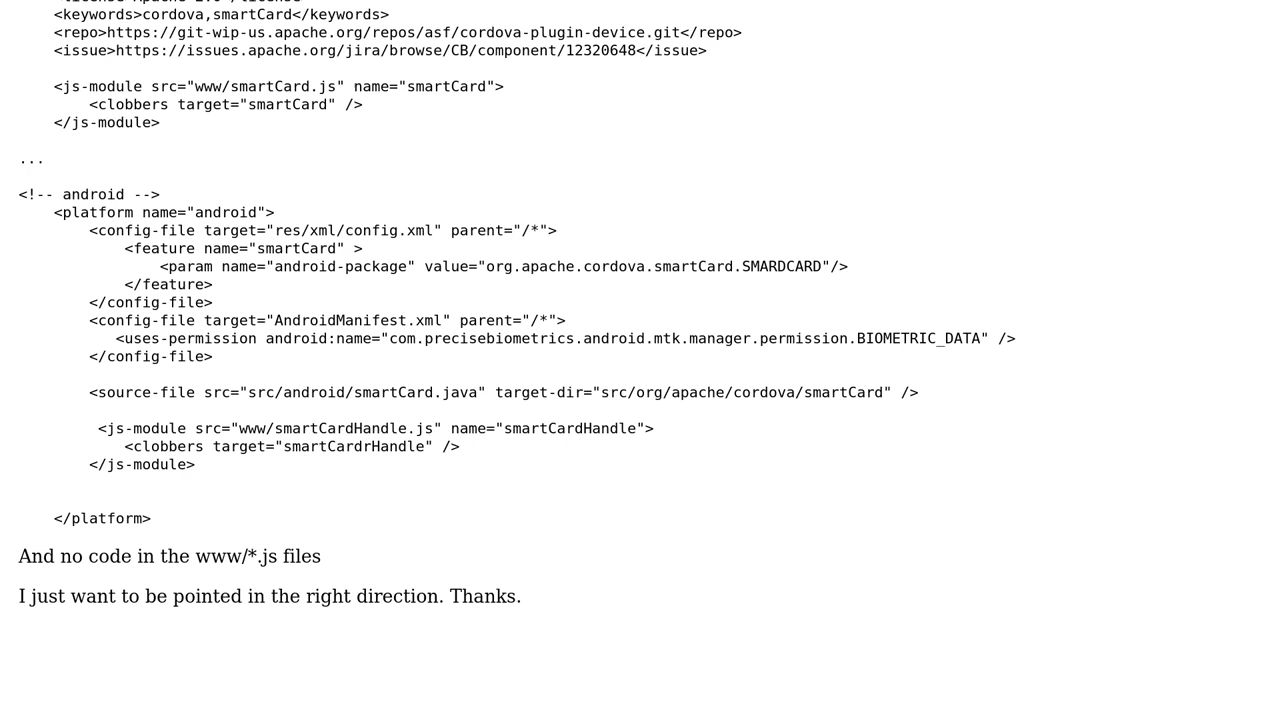 <keywords>cordova,smartCard</keywords>
<repo>https://git-wip-us.apache.org/repos/asf/cordova-plugin-device.git</repo>
<issue>https://issues.apache.org/jira/browse/CB/component/12320648</issue>
<js-module src="www/smartCard.js" name="smartCard">
<clobbers target="smartCard" />
</js-module>
...
<!-- android -->
<platform name="android">
<config-file target="res/xml/config.xml" parent="/*">
<feature name="smartCard" >
<param name="android-package" value="org.apache.cordova.smartCard.SMARDCARD"/>
</feature>
</config-file>
<config-file target="AndroidManifest.xml" parent="/*">
<uses-permission android:name="com.precisebiometrics.android.mtk.manager.permission.BIOMETRIC_DATA" />
</config-file>
<source-file src="src/android/smartCard.java" target-dir="src/org/apache/cordova/smartCard" />
<js-module src="www/smartCardHandle.js" name="smartCardHandle">
<clobbers target="smartCardrHandle" />
</js-module>
</platform>
And no code in the www/*.js files
I just want to be pointed in the right direction. Thanks.